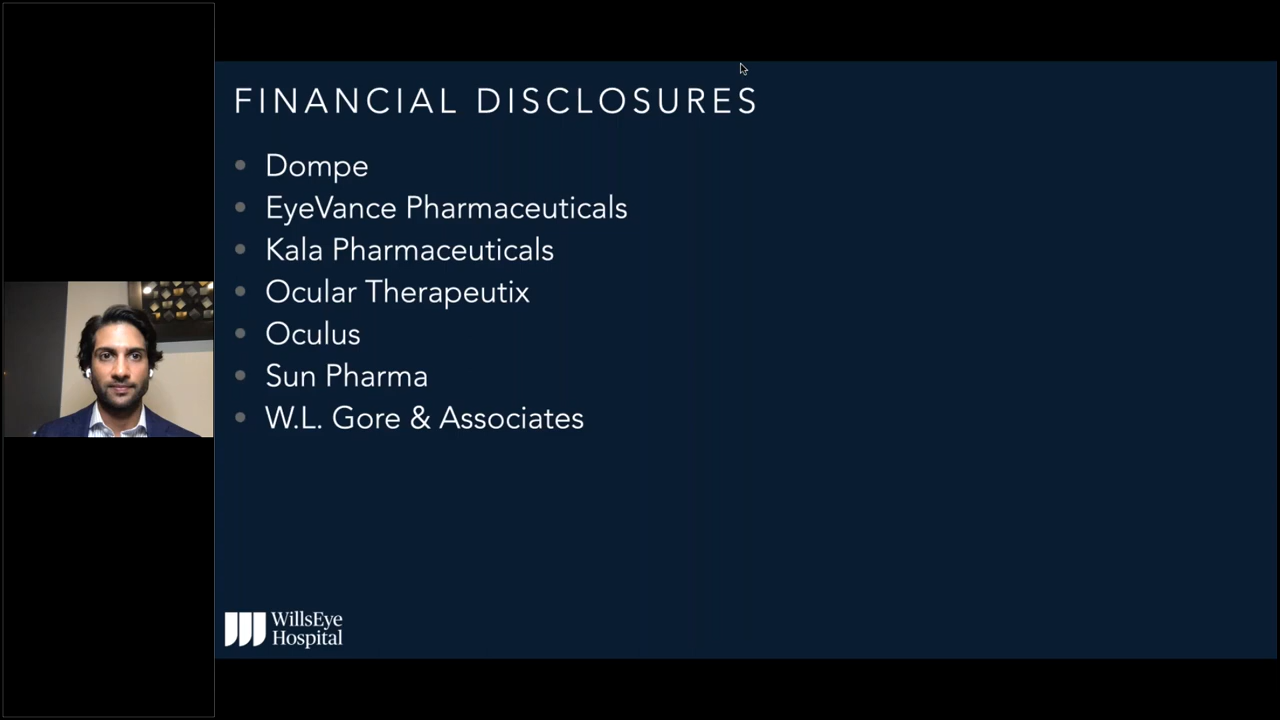 FINANCIAL DISCLOSURES
Dompe
EyeVance Pharmaceuticals
Kala Pharmaceuticals
Ocular Therapeutix
Oculus
Sun Pharma
W.L. Gore & Associates
WillsEye
Hospital